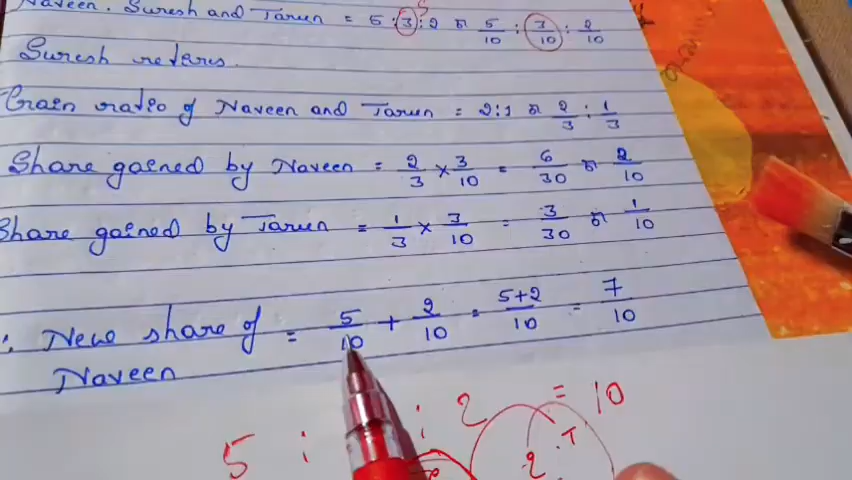 Naveen, Suresh and Tarun = 5:3:2 or 5/10 : 3/10 : 2/10
Suresh retires.
Gain ratio of Naveen and Tarun = 2:1 or 2/3 : 1/3
Share gained by Naveen = 2/3 × 3/10 = 6/30 or 2/10
Share gained by Tarun = 1/3 × 3/10 = 3/30 or 1/10
∴ New share of Naveen = 5/10 + 2/10 = 5+2/10 = 7/10
5 : : 2 = 10
2 T